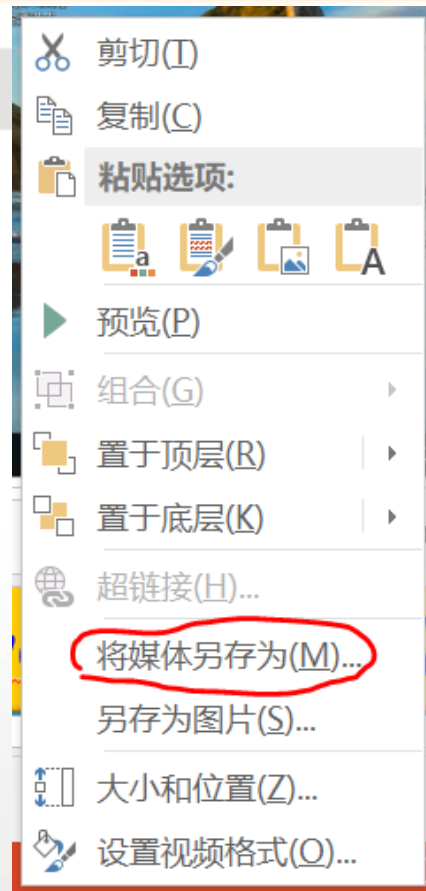 剪切(T)
复制(C)
粘贴选项:
预览(P)
组合(G)
置于顶层(R)
置于底层(K)
超链接(H)...
将媒体另存为(M)...
另存为图片(S)...
大小和位置(Z)...
设置视频格式(O)...